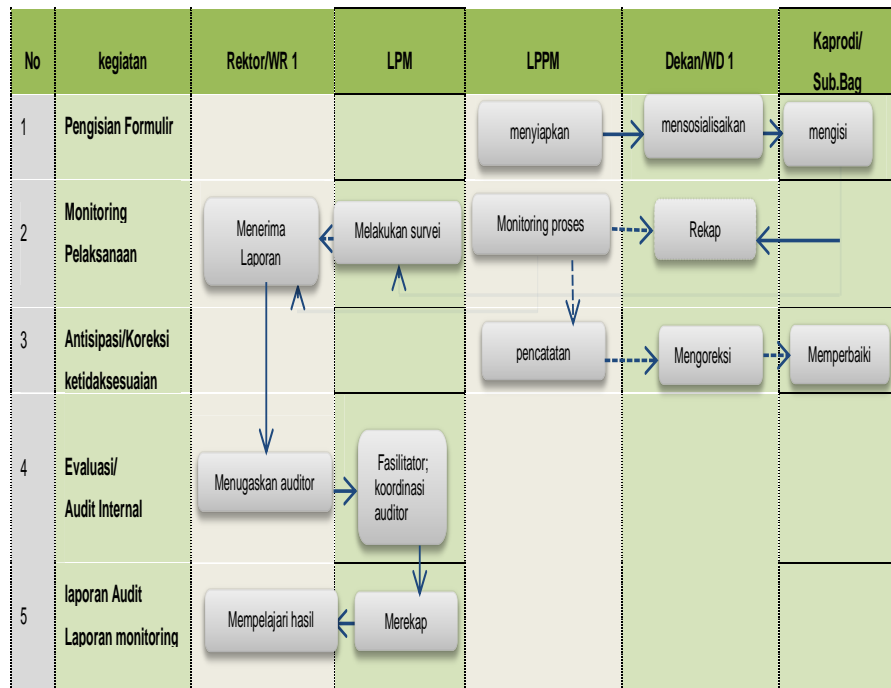 No
kegiatan
Rektor/WR 1
LPM
LPPM
Dekan/WD 1
Kaprodi/
Sub.Bag
1
Pengisian Formulir
menyiapkan
mensosialisaikan
mengisi
2
Monitoring
Pelaksanaan
Menerima
Laporan
Melakukan survei
Monitoring proses
Rekap
3
Antisipasi/Koreksi
ketidaksesuaian
pencatatan
Mengoreksi
Memperbaiki
4
Evaluasi/
Audit Internal
Menugaskan auditor
Fasilitator;
koordinasi
auditor
5
laporan Audit
Laporan monitoring
Mempelajari hasil
Merekap